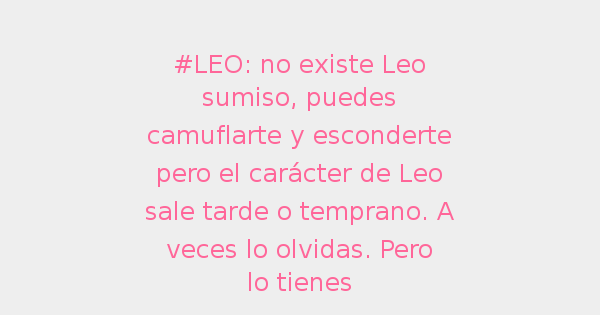 #LEO: no existe Leo
sumiso, puedes
camuflarte y esconderte
pero el carácter de Leo
sale tarde o temprano. A
veces lo olvidas. Pero
lo tienes